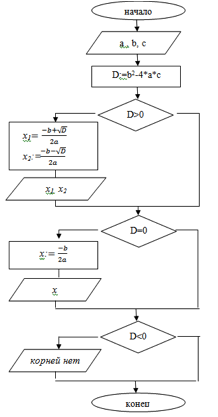 начало
a, b, c
D:=b²-4*a*c
D>0
x₁= (-b+√D)/2a
x₂:= (-b-√D)/2a
x₁ x₂
D=0
x:= -b/2a
x
D<0
корней нет
конец